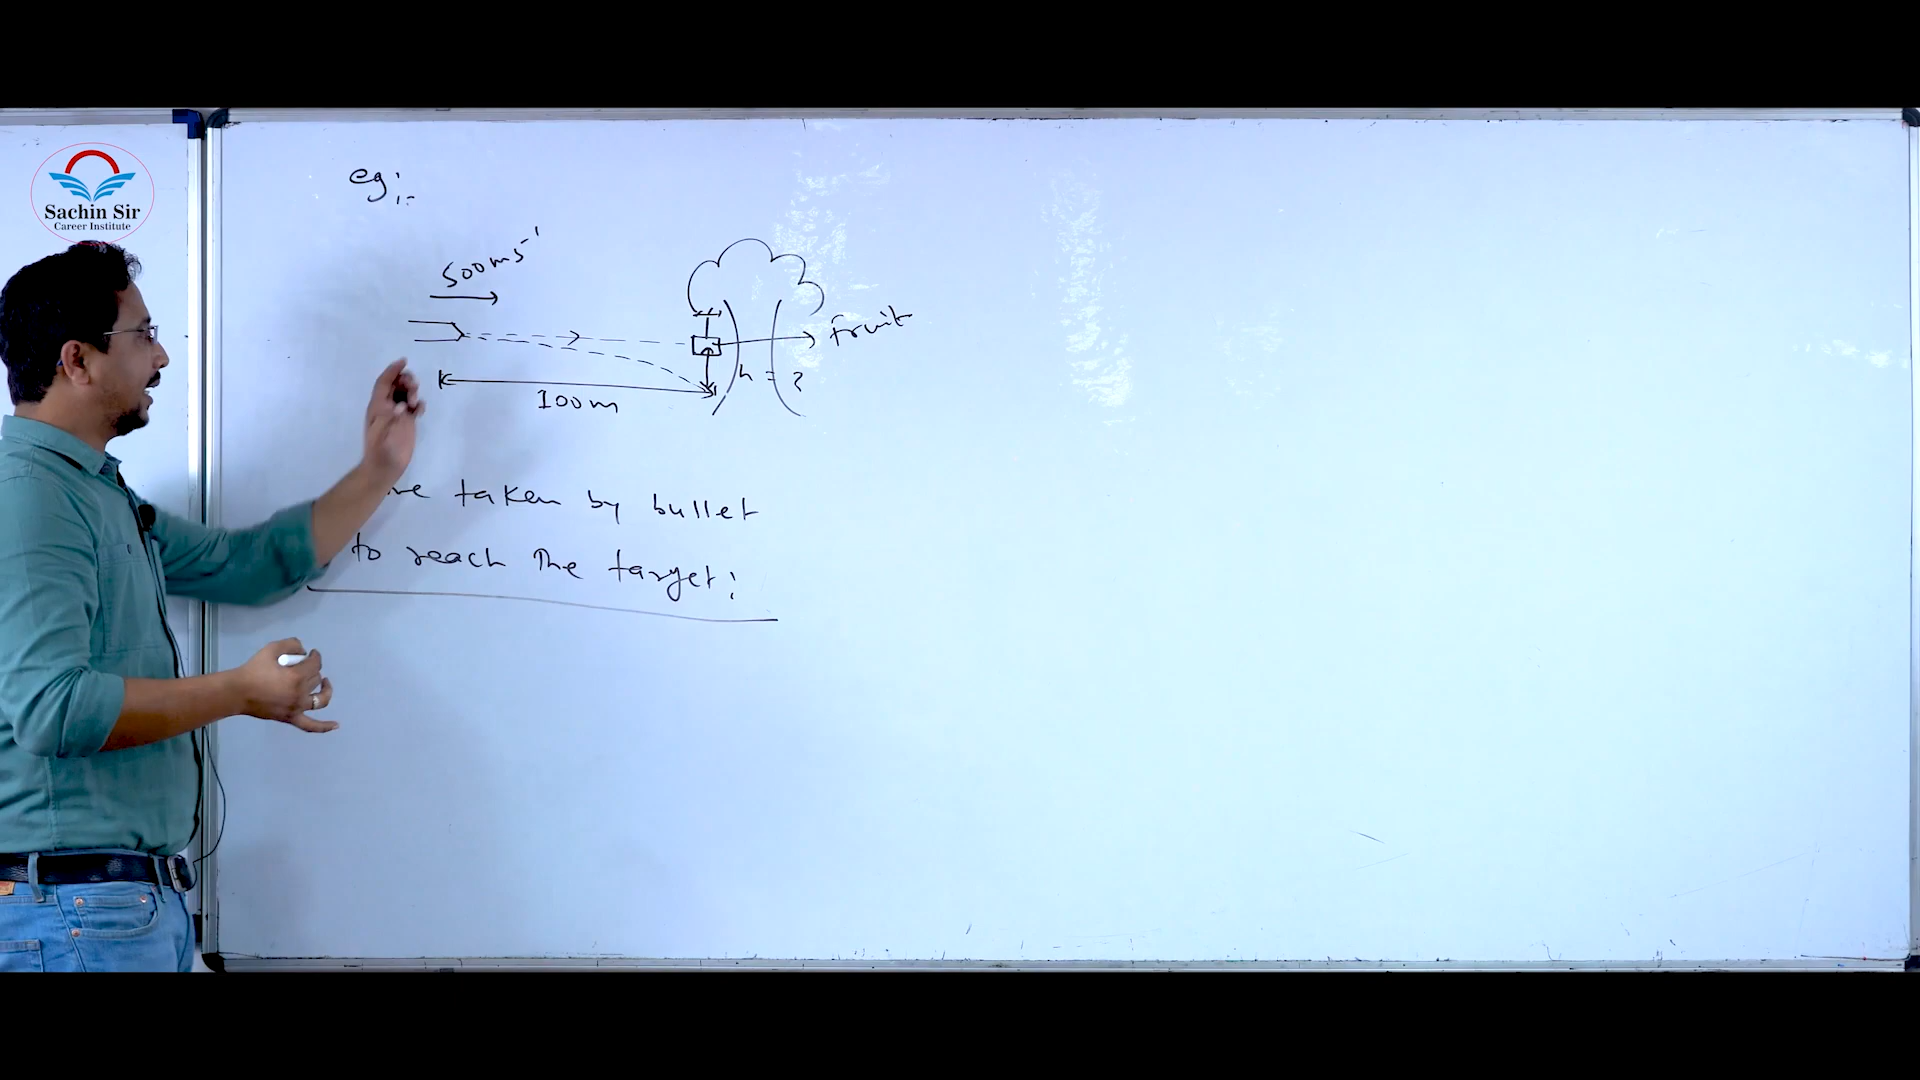 Sachin Sir
Career Institute
eg:-
500ms⁻¹
fruit
h = ?
100m
taken by bullet
to reach the target: